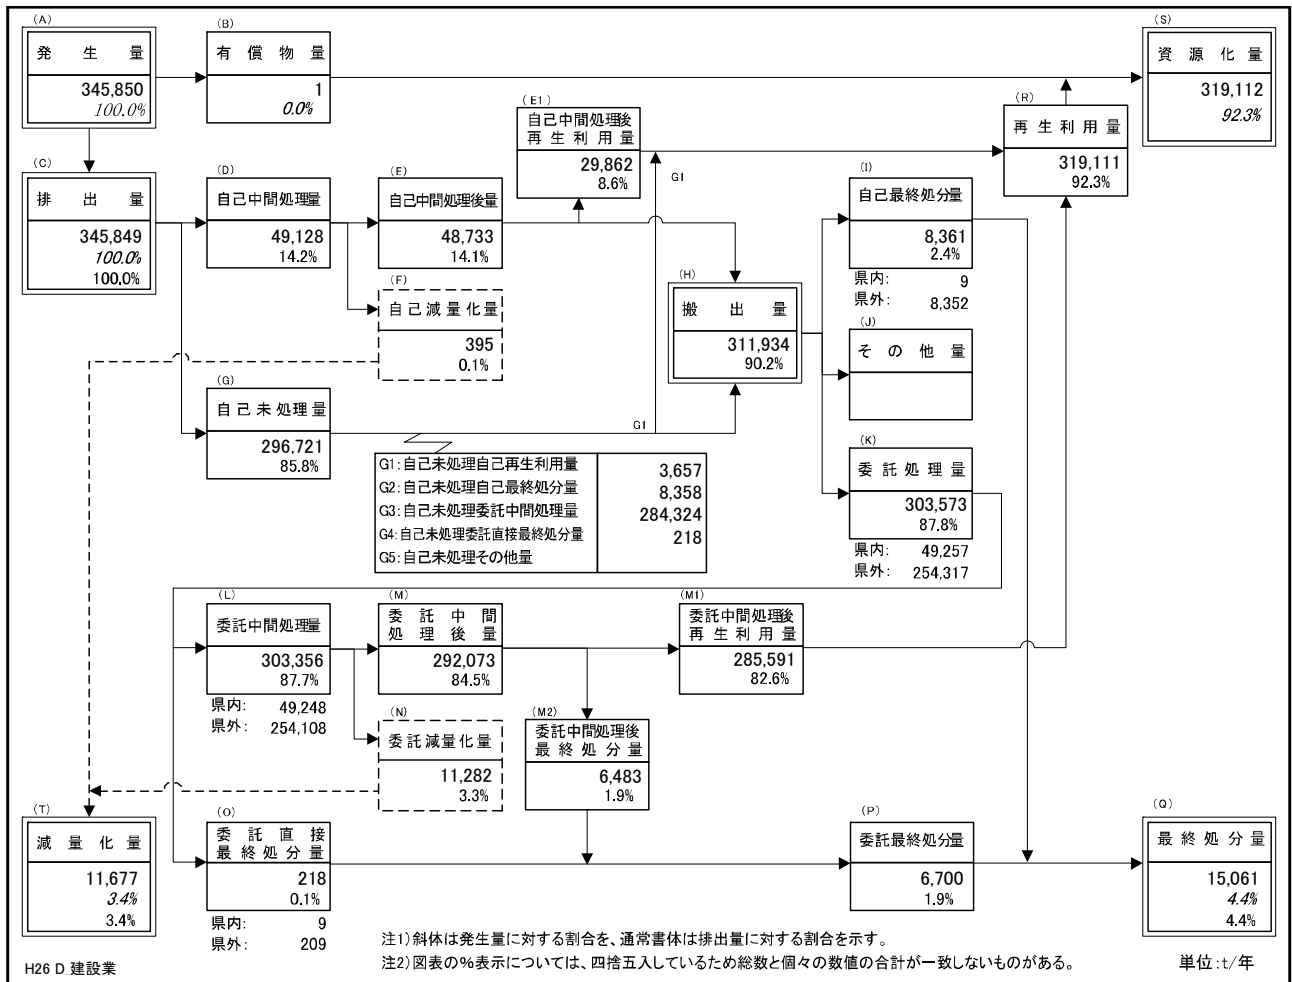 (A)
発生量
345,850
100.0%
(B)
有償物量
1
0.0%
(S)
資源化量
319,112
92.3%
(E1)
自己中間処理後
再生利用量
29,862
8.6%
(R)
再生利用量
319,111
92.3%
G1
(C)
排出量
345,849
100.0%
100.0%
(D)
自己中間処理量
49,128
14.2%
(E)
自己中間処理後量
48,733
14.1%
(F)
自己減量化量
395
0.1%
(G)
自己未処理量
296,721
85.8%
G1
(H)
搬出量
311,934
90.2%
(I)
自己最終処分量
8,361
2.4%
県内: 9
県外: 8,352
(J)
その他量
(K)
委託処理量
303,573
87.8%
県内: 49,257
県外: 254,317
G1:自己未処理自己再生利用量 3,657
G2:自己未処理自己最終処分量 8,358
G3:自己未処理委託中間処理量 284,324
G4:自己未処理委託直接最終処分量 218
G5:自己未処理その他量
(L)
委託中間処理量
303,356
87.7%
県内: 49,248
県外: 254,108
(M)
委託中間
処理後量
292,073
84.5%
(M1)
委託中間処理後
再生利用量
285,591
82.6%
(N)
委託減量化量
11,282
3.3%
(M2)
委託中間処理後
最終処分量
6,483
1.9%
(T)
減量化量
11,677
3.4%
3.4%
(O)
委託直接
最終処分量
218
0.1%
県内: 9
県外: 209
(P)
委託最終処分量
6,700
1.9%
(Q)
最終処分量
15,061
4.4%
4.4%
注1)斜体は発生量に対する割合を、通常書体は排出量に対する割合を示す。
注2)図表の%表示については、四捨五入しているため総数と個々の数値の合計が一致しないものがある。
H26 D_建設業
単位:t/年